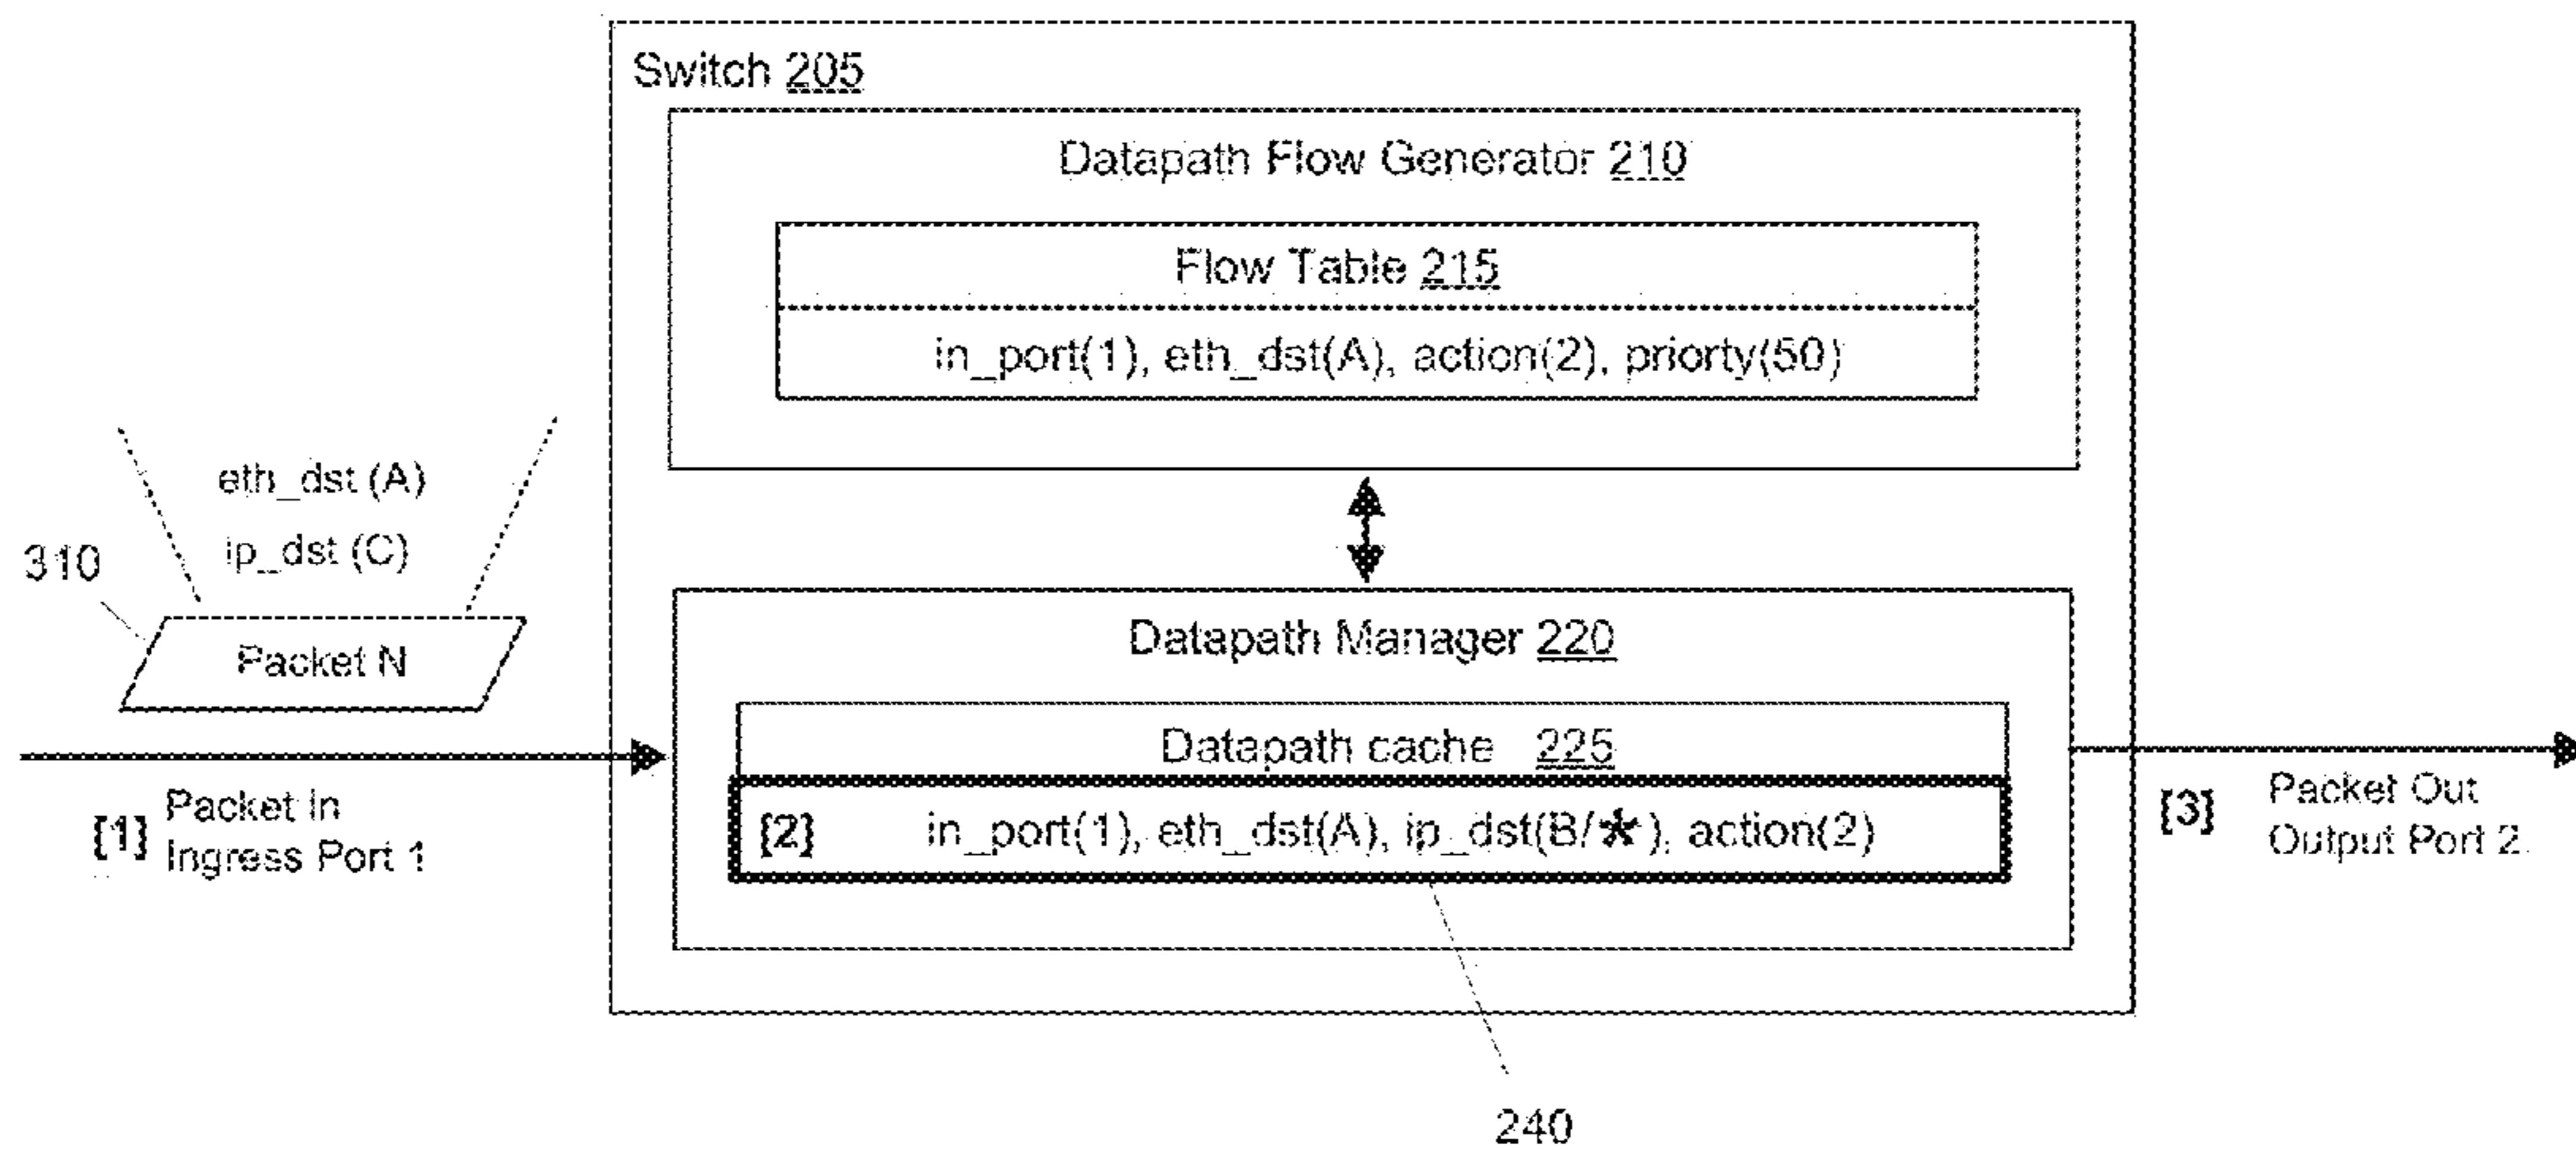 Switch 205
Datapath Flow Generator 210
Flow Table 215
in_port(1), eth_dst(A), action(2), priorty(50)
eth_dst (A)
ip_dst (C)
310
Packet N
Datapath Manager 220
Datapath cache 225
[2] in_port(1), eth_dst(A), ip_dst(B/*), action(2)
[1] Packet In
Ingress Port 1
[3] Packet Out
Output Port 2
240